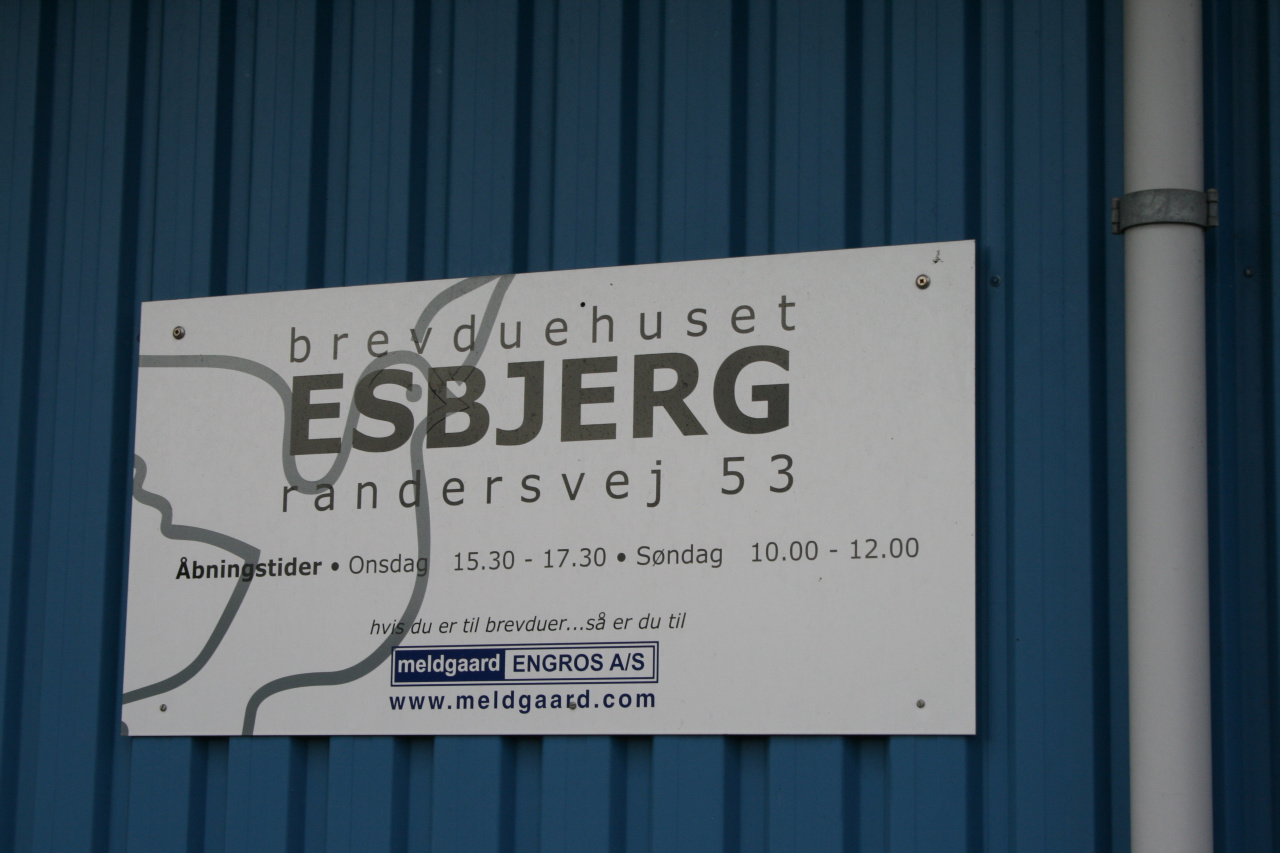 brevduehuset
ESBJERG
randersvej 53
Åbningstider • Onsdag 15.30 - 17.30 • Søndag 10.00 - 12.00
hvis du er til brevduer...så er du til
meldgaard ENGROS A/S
www.meldgaard.com